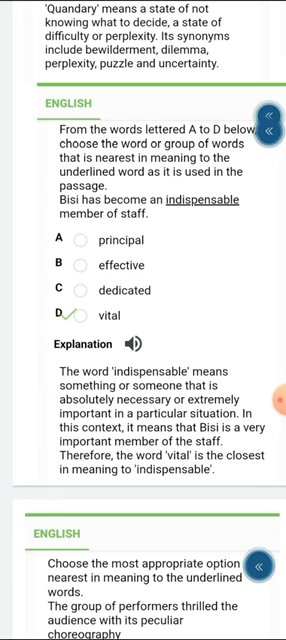 'Quandary' means a state of not
knowing what to decide, a state of
difficulty or perplexity. Its synonyms
include bewilderment, dilemma,
perplexity, puzzle and uncertainty.
ENGLISH
From the words lettered A to D below,
choose the word or group of words
that is nearest in meaning to the
underlined word as it is used in the
passage.
Bisi has become an indispensable
member of staff.
A principal
B effective
C dedicated
D vital
Explanation
The word 'indispensable' means
something or someone that is
absolutely necessary or extremely
important in a particular situation. In
this context, it means that Bisi is a very
important member of the staff.
Therefore, the word 'vital' is the closest
in meaning to 'indispensable'.
ENGLISH
Choose the most appropriate option
nearest in meaning to the underlined
words.
The group of performers thrilled the
audience with its peculiar
choreography